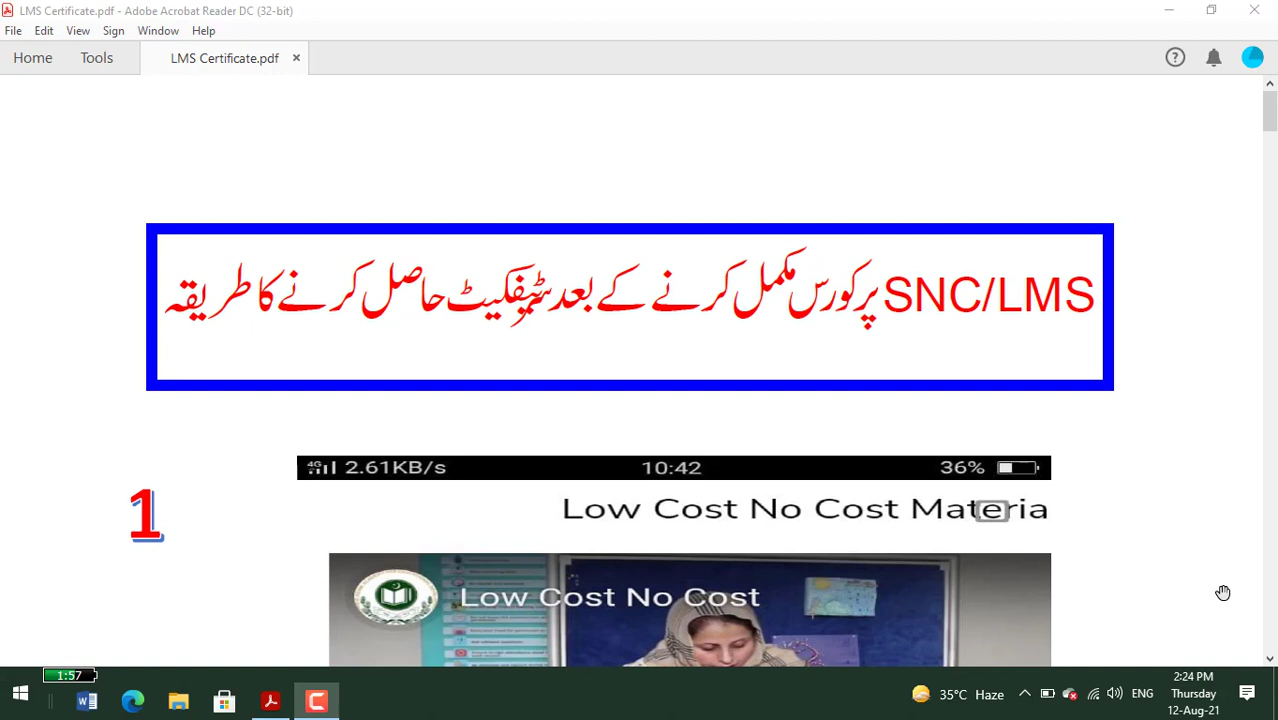 LMS Certificate.pdf - Adobe Acrobat Reader DC (32-bit)
File Edit View Sign Window Help
Home Tools LMS Certificate.pdf ×
SNC/LMS پر کورس مکمل کرنے کے بعد سرٹیفکیٹ حاصل کرنے کا طریقہ
4G 2.61KB/s 10:42 36%
Low Cost No Cost Materia
1
Low Cost No Cost
1:57
35°C Haze ENG
2:24 PM
Thursday
12-Aug-21